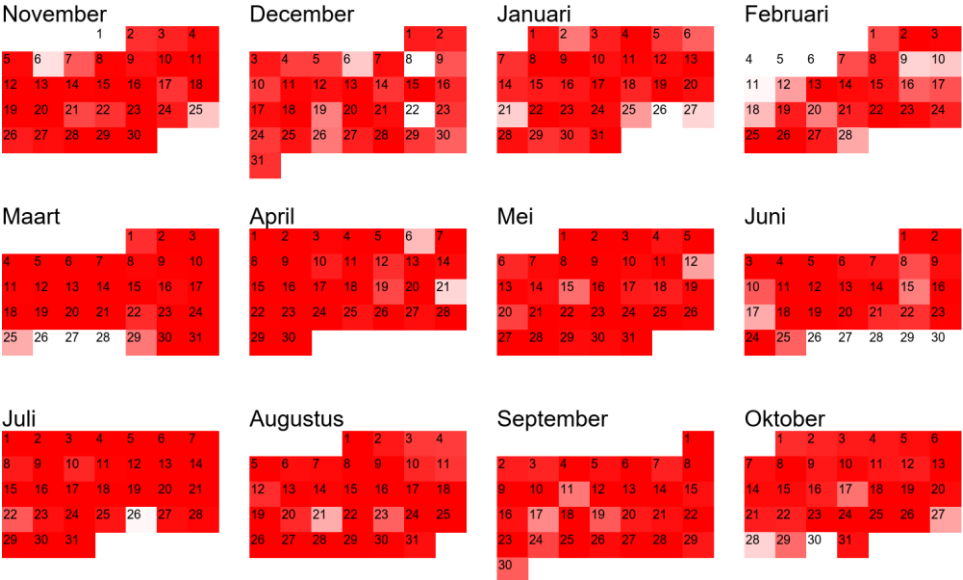 November December Januari Februari
1 2 3 4 1 2 1 2 3 4 5 6 1 2 3
5 6 7 8 9 10 11 3 4 5 6 7 8 9 7 8 9 10 11 12 13 4 5 6 7 8 9 10
12 13 14 15 16 17 18 10 11 12 13 14 15 16 14 15 16 17 18 19 20 11 12 13 14 15 16 17
19 20 21 22 23 24 25 17 18 19 20 21 22 23 21 22 23 24 25 26 27 18 19 20 21 22 23 24
26 27 28 29 30 24 25 26 27 28 29 30 28 29 30 31 25 26 27 28
31
Maart April Mei Juni
1 2 3 1 2 3 4 5 6 7 1 2 3 4 5 1 2
4 5 6 7 8 9 10 8 9 10 11 12 13 14 6 7 8 9 10 11 12 3 4 5 6 7 8 9
11 12 13 14 15 16 17 15 16 17 18 19 20 21 13 14 15 16 17 18 19 10 11 12 13 14 15 16
18 19 20 21 22 23 24 22 23 24 25 26 27 28 20 21 22 23 24 25 26 17 18 19 20 21 22 23
25 26 27 28 29 30 31 29 30 27 28 29 30 31 24 25 26 27 28 29 30
Juli Augustus September Oktober
1 2 3 4 5 6 7 1 2 3 4 1 1 2 3 4 5 6
8 9 10 11 12 13 14 5 6 7 8 9 10 11 2 3 4 5 6 7 8 7 8 9 10 11 12 13
15 16 17 18 19 20 21 12 13 14 15 16 17 18 9 10 11 12 13 14 15 14 15 16 17 18 19 20
22 23 24 25 26 27 28 19 20 21 22 23 24 25 16 17 18 19 20 21 22 21 22 23 24 25 26 27
29 30 31 26 27 28 29 30 31 23 24 25 26 27 28 29 28 29 30 31
30